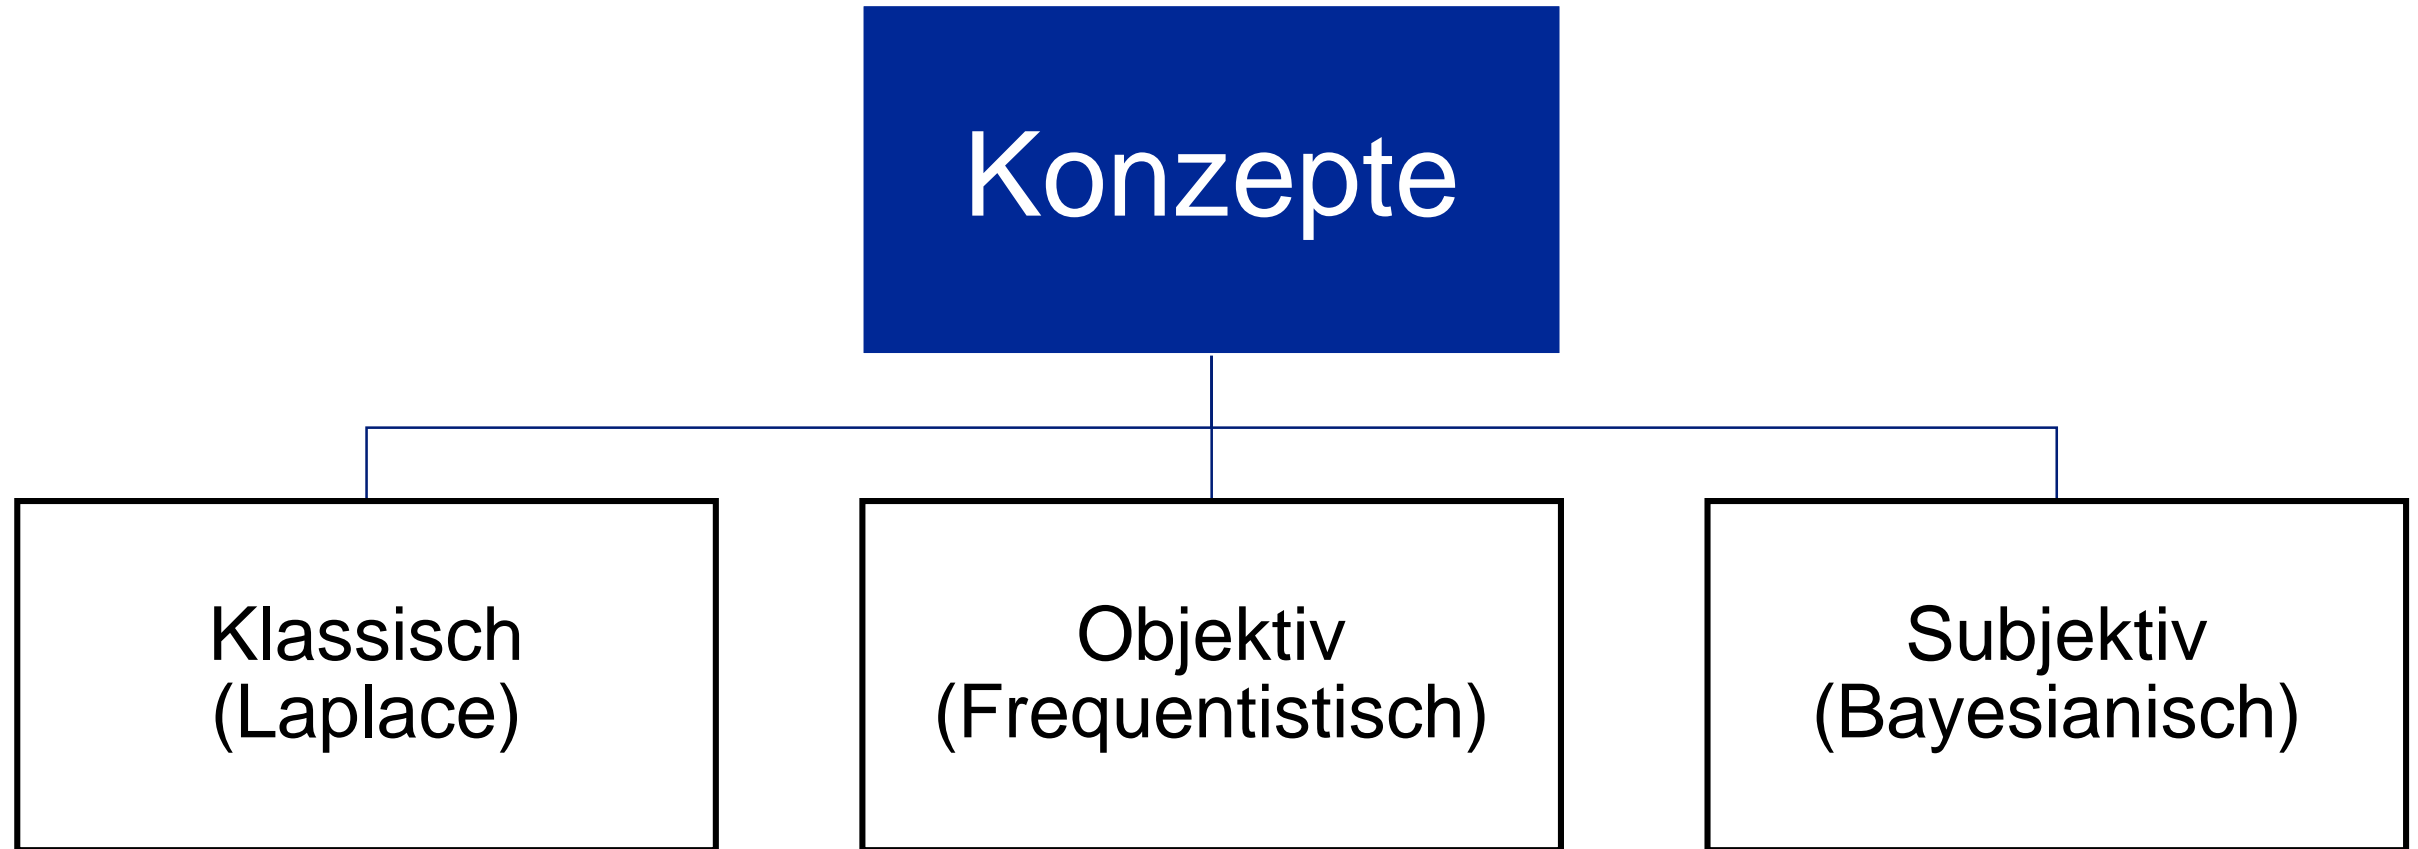 Konzepte
Klassisch
(Laplace)
Objektiv
(Frequentistisch)
Subjektiv
(Bayesianisch)